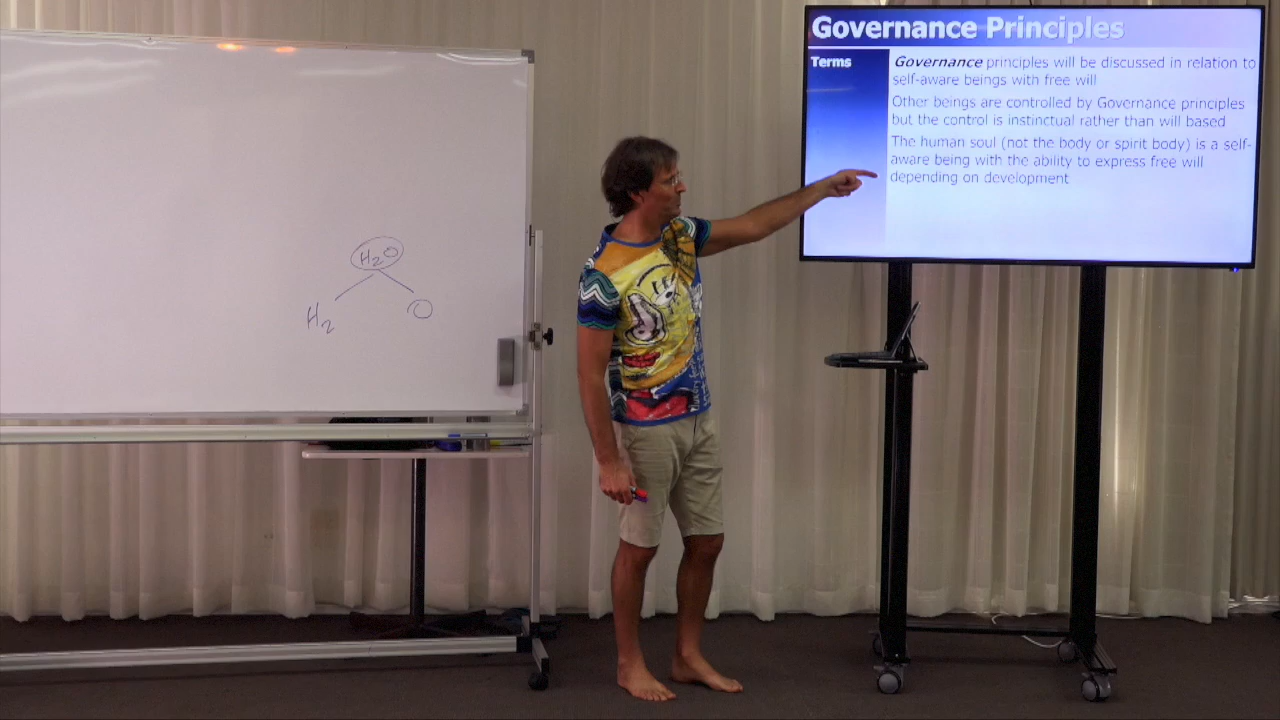 Governance Principles
Terms
Governance principles will be discussed in relation to
self-aware beings with free will
Other beings are controlled by Governance principles
but the control is instinctual rather than will based
The human soul (not the body or spirit body) is a self-
aware being with the ability to express free will
depending on development
H2O
H2 O